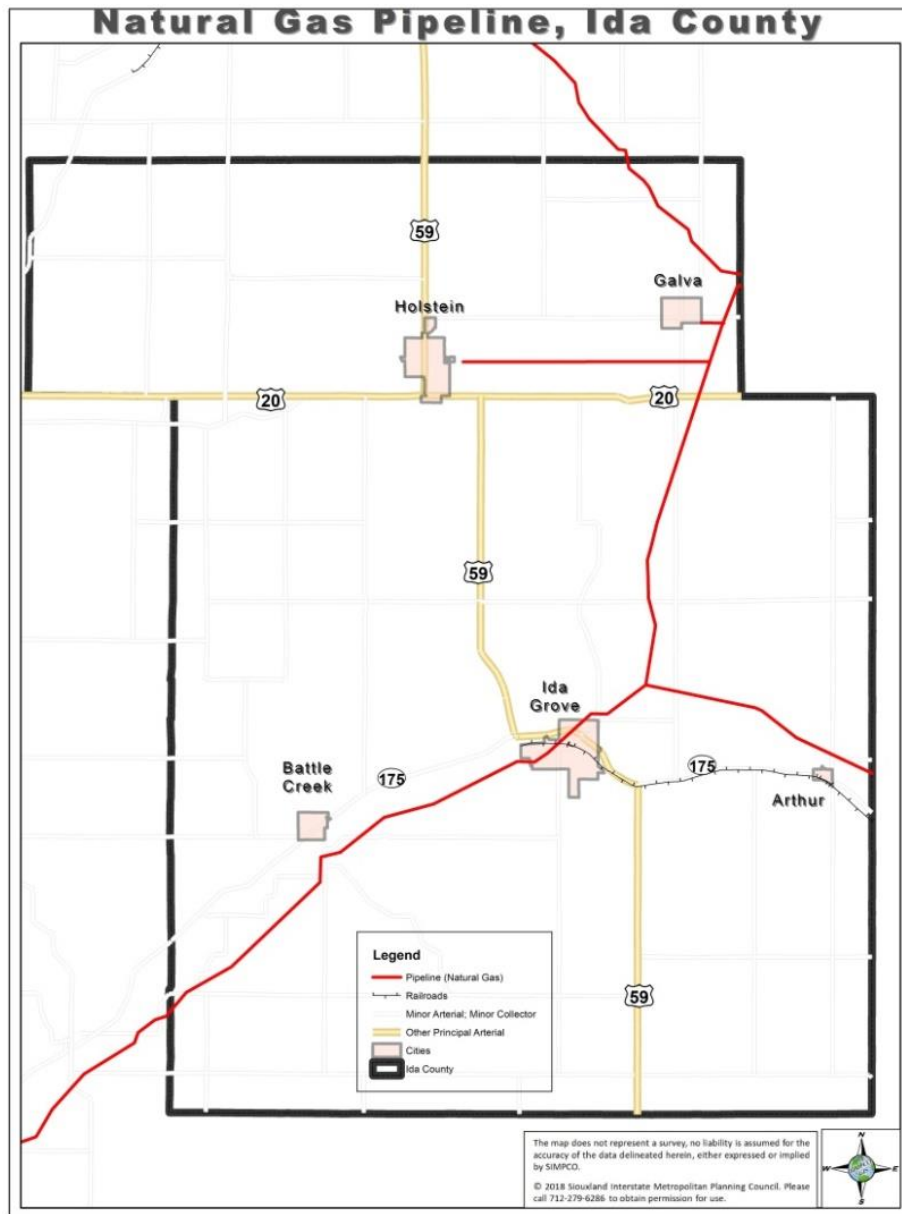 Natural Gas Pipeline, Ida County
59
Galva
Holstein
20
20
59
Ida
Grove
Battle
Creek
175
175
Arthur
Legend
Pipeline (Natural Gas)
Railroads
Minor Arterial; Minor Collector
Other Principal Arterial
Cities
Ida County
59
The map does not represent a survey, no liability is assumed for the
accuracy of the data delineated herein, either expressed or implied
by SIMPCO.
© 2018 Siouxland Interstate Metropolitan Planning Council. Please
call 712-279-6286 to obtain permission for use.
N
W
E
S